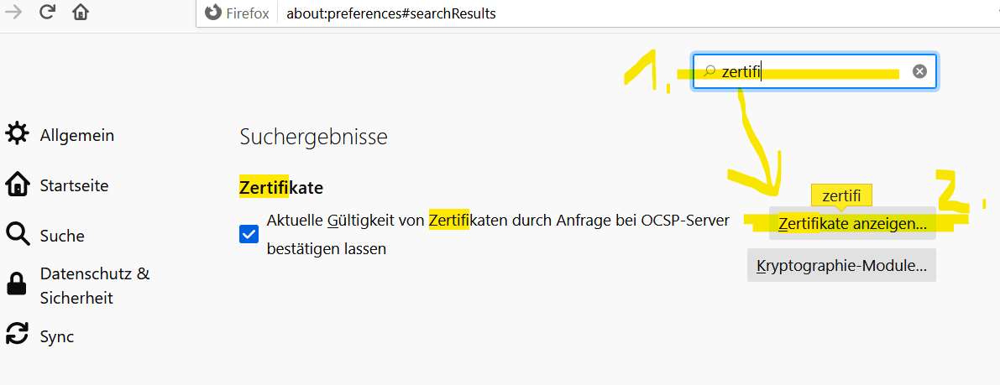 Firefox
about:preferences#searchResults
1.
zertifi
Allgemein
Startseite
Suche
Datenschutz &
Sicherheit
Sync
Suchergebnisse
Zertifikate
Aktuelle Gültigkeit von Zertifikaten durch Anfrage bei OCSP-Server
bestätigen lassen
zertifi
2.
Zertifikate anzeigen...
Kryptographie-Module...